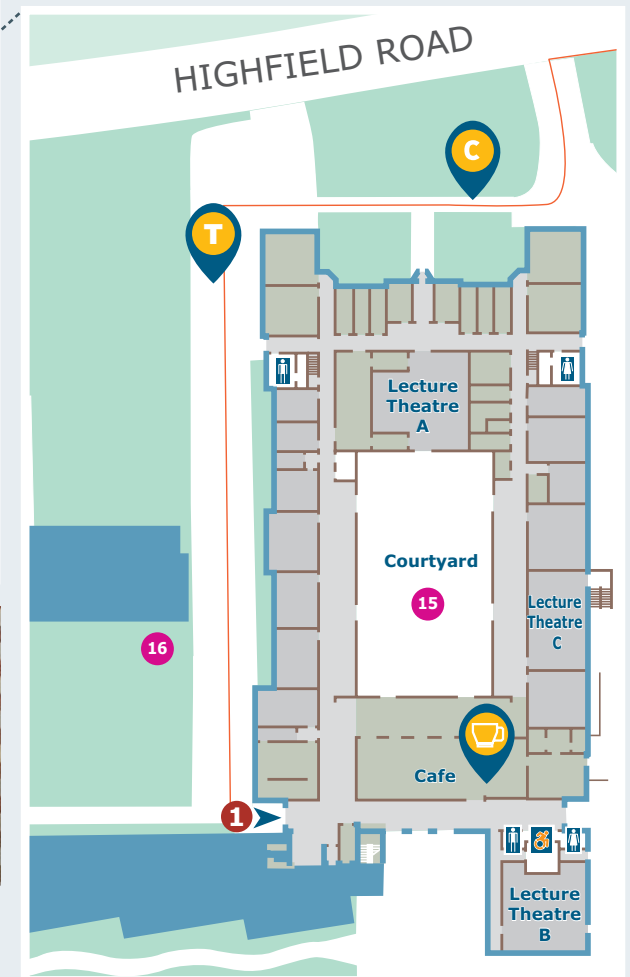 HIGHFIELD ROAD
C
T
Lecture
Theatre
A
Courtyard
15
Lecture
Theatre
C
16
Cafe
1
Lecture
Theatre
B